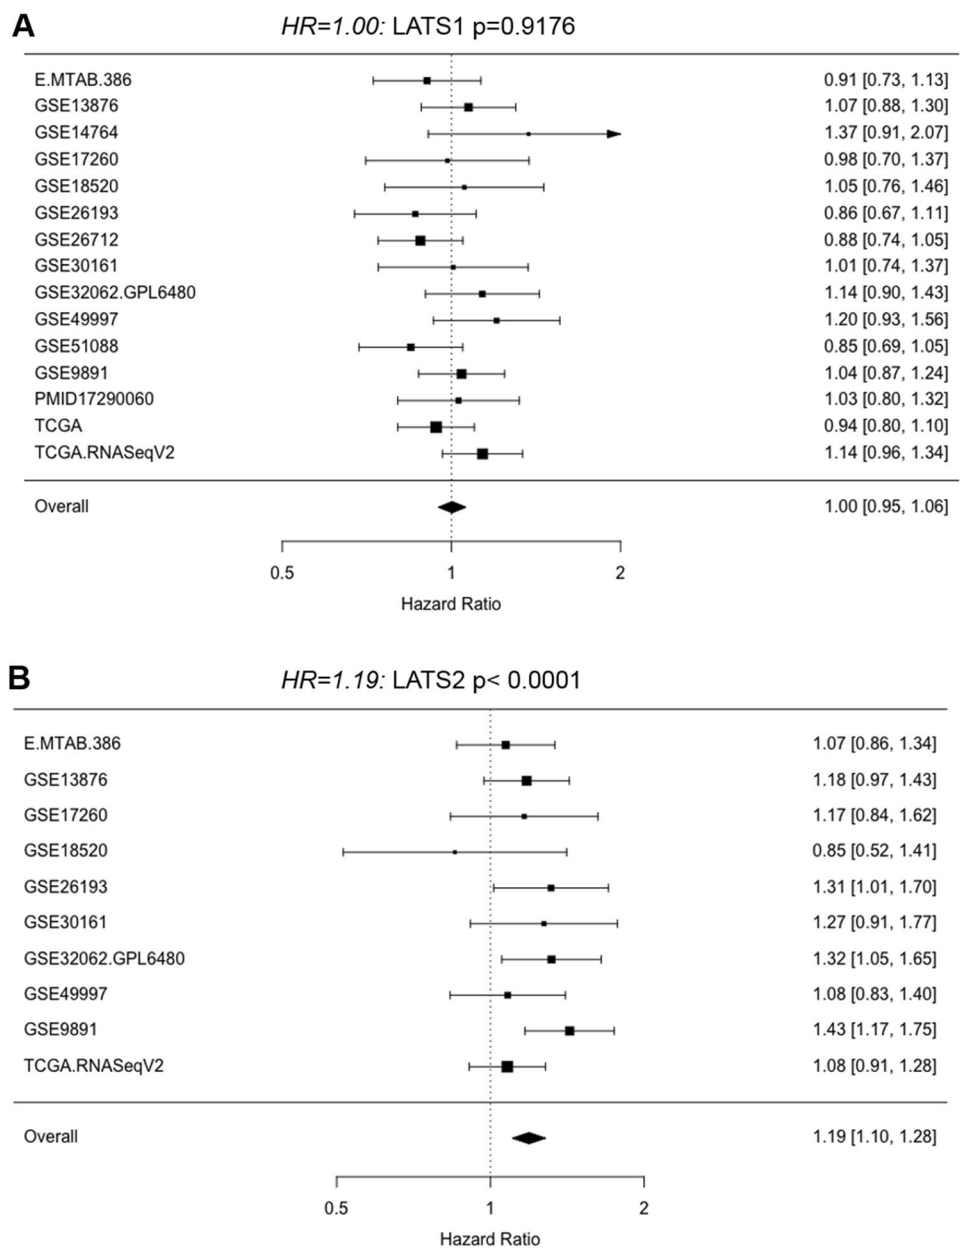 A
HR=1.00: LATS1 p=0.9176
E.MTAB.386 0.91 [0.73, 1.13]
GSE13876 1.07 [0.88, 1.30]
GSE14764 1.37 [0.91, 2.07]
GSE17260 0.98 [0.70, 1.37]
GSE18520 1.05 [0.76, 1.46]
GSE26193 0.86 [0.67, 1.11]
GSE26712 0.88 [0.74, 1.05]
GSE30161 1.01 [0.74, 1.37]
GSE32062.GPL6480 1.14 [0.90, 1.43]
GSE49997 1.20 [0.93, 1.56]
GSE51088 0.85 [0.69, 1.05]
GSE9891 1.04 [0.87, 1.24]
PMID17290060 1.03 [0.80, 1.32]
TCGA 0.94 [0.80, 1.10]
TCGA.RNASeqV2 1.14 [0.96, 1.34]
Overall 1.00 [0.95, 1.06]
0.5 1 2
Hazard Ratio
B
HR=1.19: LATS2 p< 0.0001
E.MTAB.386 1.07 [0.86, 1.34]
GSE13876 1.18 [0.97, 1.43]
GSE17260 1.17 [0.84, 1.62]
GSE18520 0.85 [0.52, 1.41]
GSE26193 1.31 [1.01, 1.70]
GSE30161 1.27 [0.91, 1.77]
GSE32062.GPL6480 1.32 [1.05, 1.65]
GSE49997 1.08 [0.83, 1.40]
GSE9891 1.43 [1.17, 1.75]
TCGA.RNASeqV2 1.08 [0.91, 1.28]
Overall 1.19 [1.10, 1.28]
0.5 1 2
Hazard Ratio